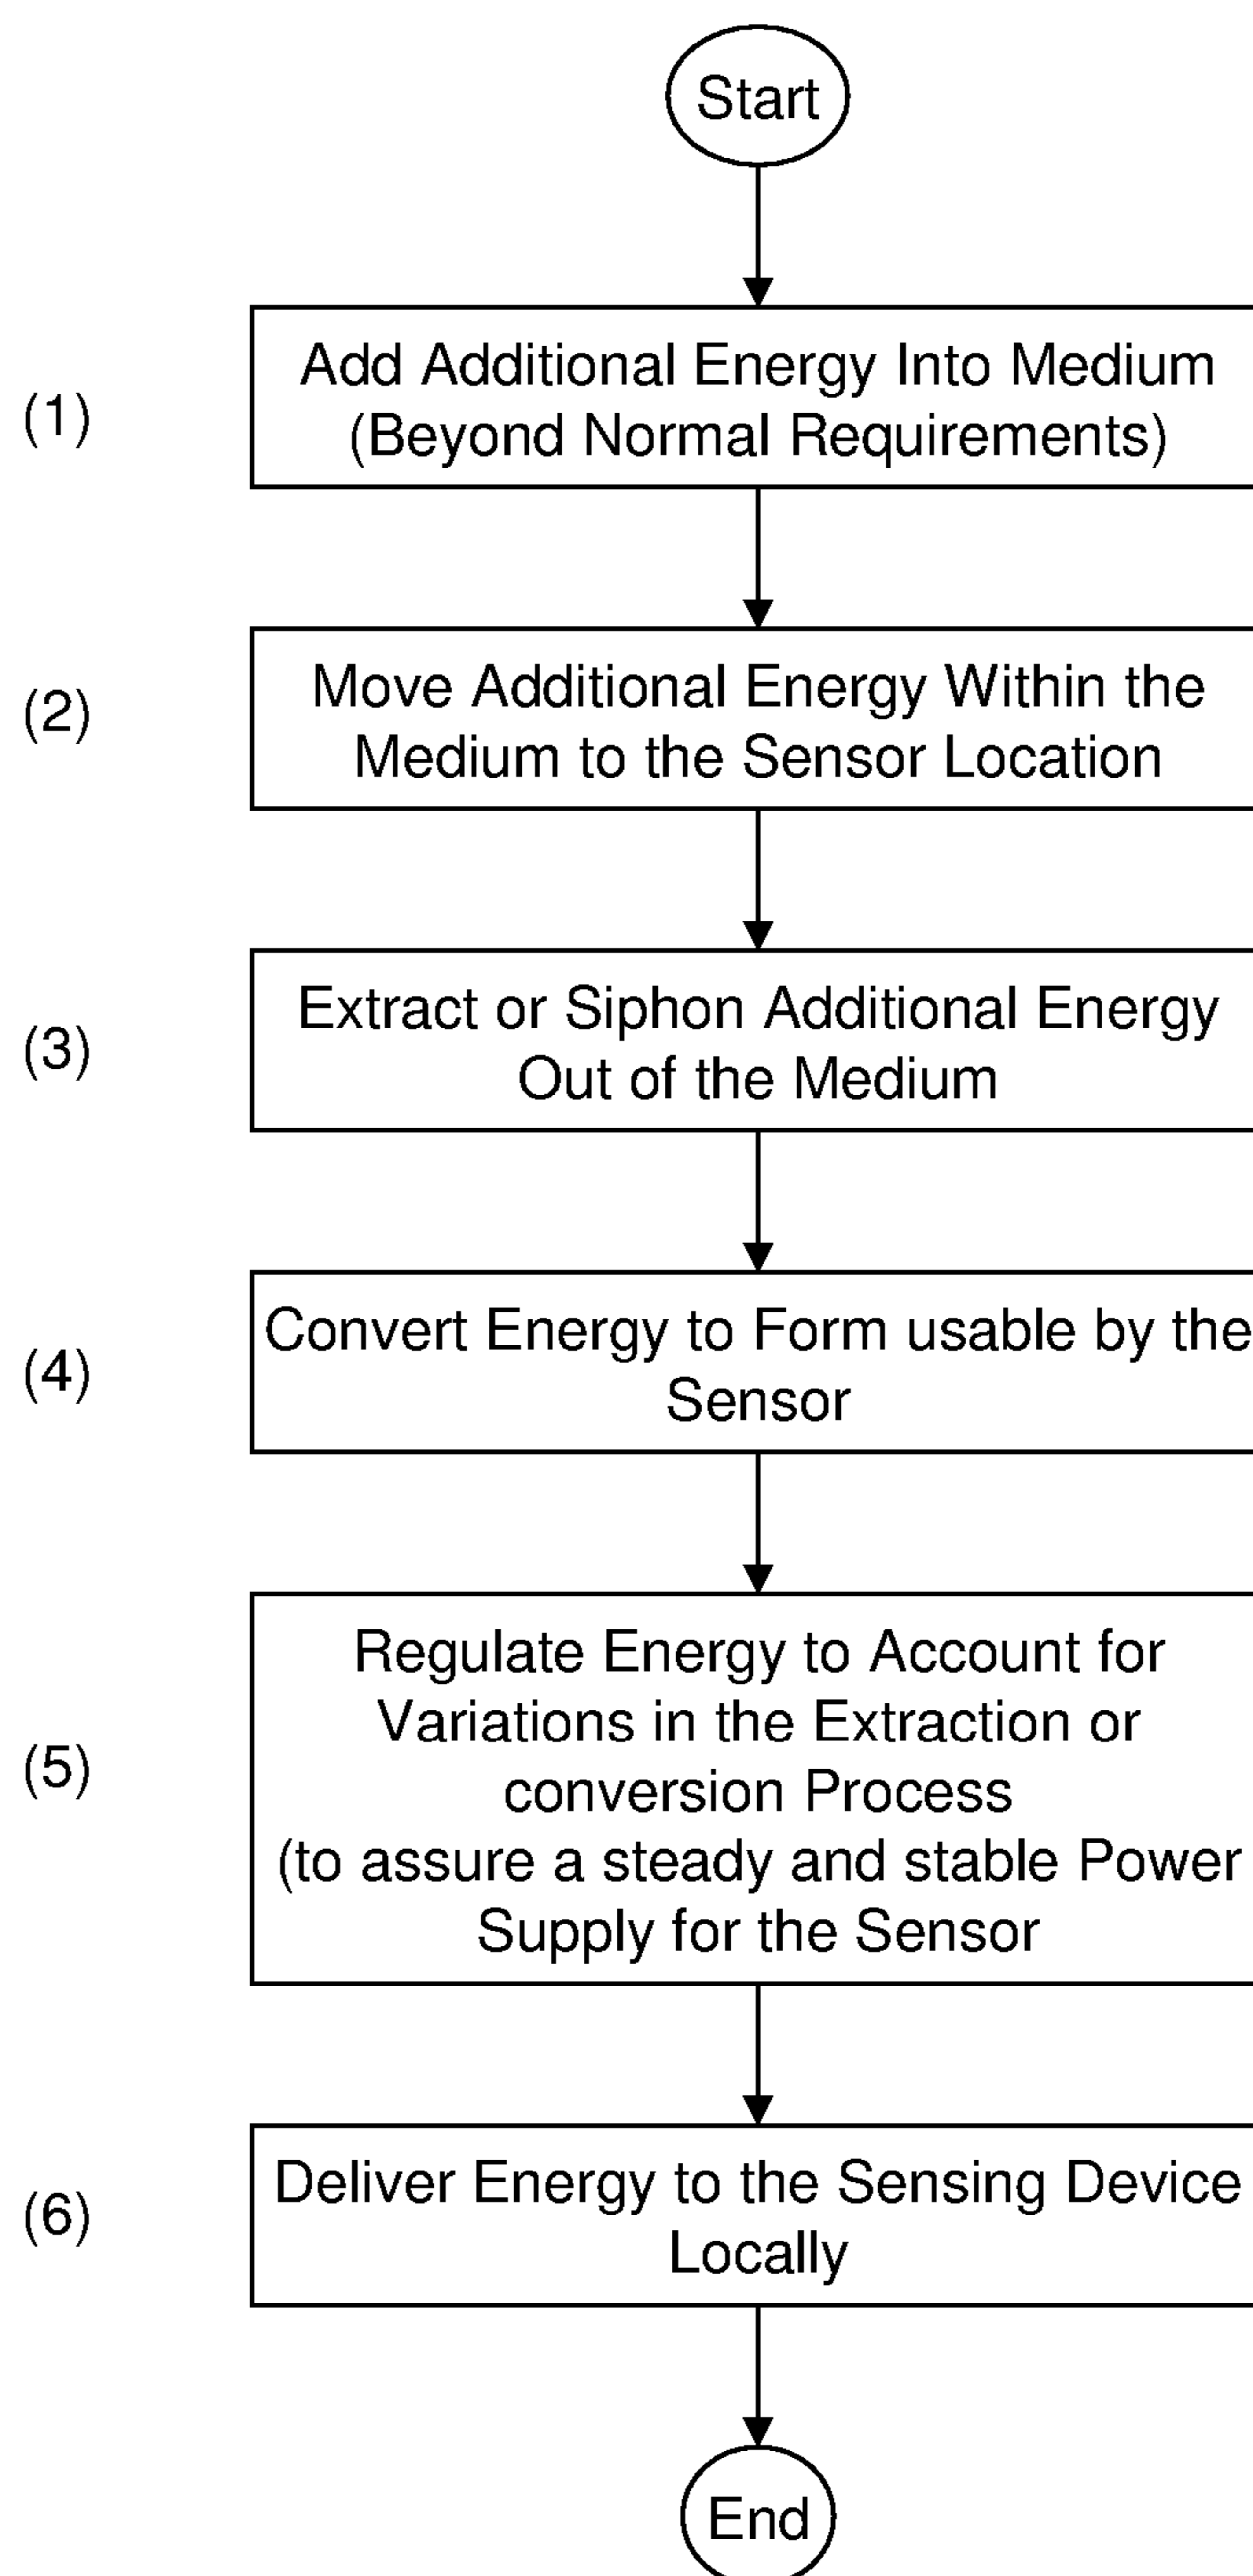 Start
(1)
Add Additional Energy Into Medium
(Beyond Normal Requirements)
(2)
Move Additional Energy Within the
Medium to the Sensor Location
(3)
Extract or Siphon Additional Energy
Out of the Medium
(4)
Convert Energy to Form usable by the
Sensor
(5)
Regulate Energy to Account for
Variations in the Extraction or
conversion Process
(to assure a steady and stable Power
Supply for the Sensor
(6)
Deliver Energy to the Sensing Device
Locally
End